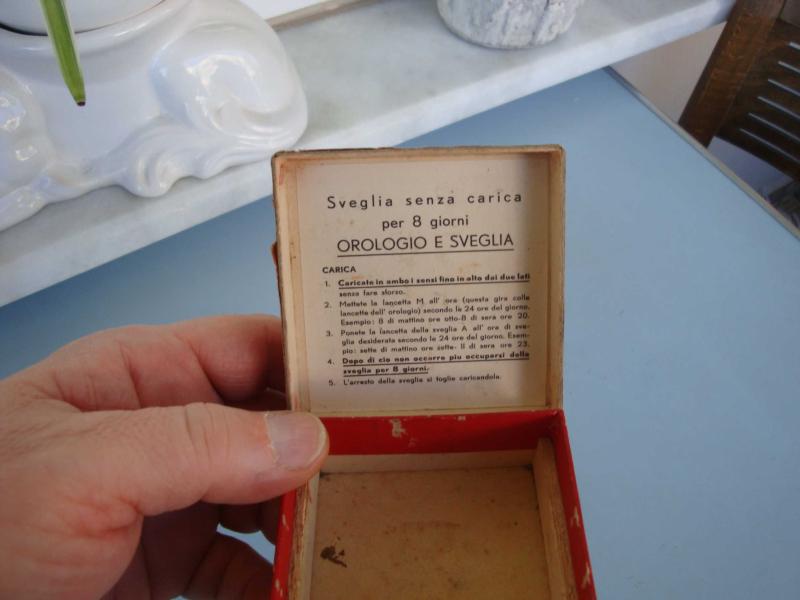 Sveglia senza carica
per 8 giorni
OROLOGIO E SVEGLIA
CARICA
1. Caricate in ambo i sensi fino in alto dai due lati
senza fare sforzo.
2. Mettete la lancetta M all' ora (questa gira colle
lancette dell' orologio) secondo le 24 ore del giorno.
Esempio: 8 di mattino ore otto-8 di sera ore 20.
3. Ponete la lancetta della sveglia A all' ora di sve-
glia desiderata secondo le 24 ore del giorno. Esem-
pio: sette di mattino ore sette- II di sera ore 23.
4. Dopo di cio non occorre piu occuparsi della
sveglia per 8 giorni.
5. L'arresto della sveglia si toglie caricandola.